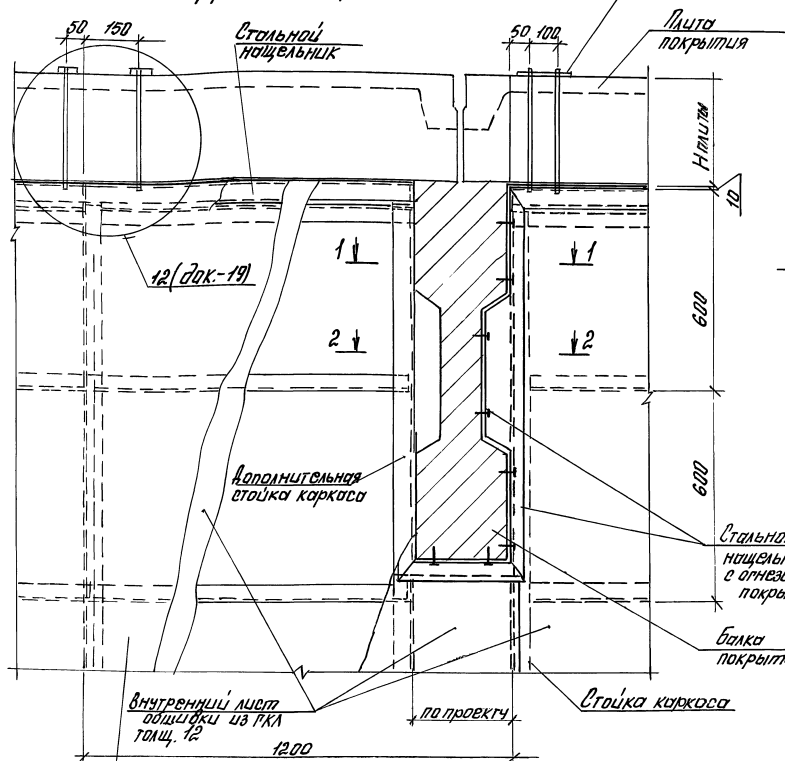 50
150
Стальной
нащельник
50
100
Плита
покрытия
Нплиты
10
12(док.-19)
1
1
600
2
2
Дополнительная
стойка каркаса
600
Стально
нащель
с огнез
покры
Балка
покрыт
Внутренний лист
обшивки из ГКЛ
толщ. 12
по проекту
Стойка каркаса
1200